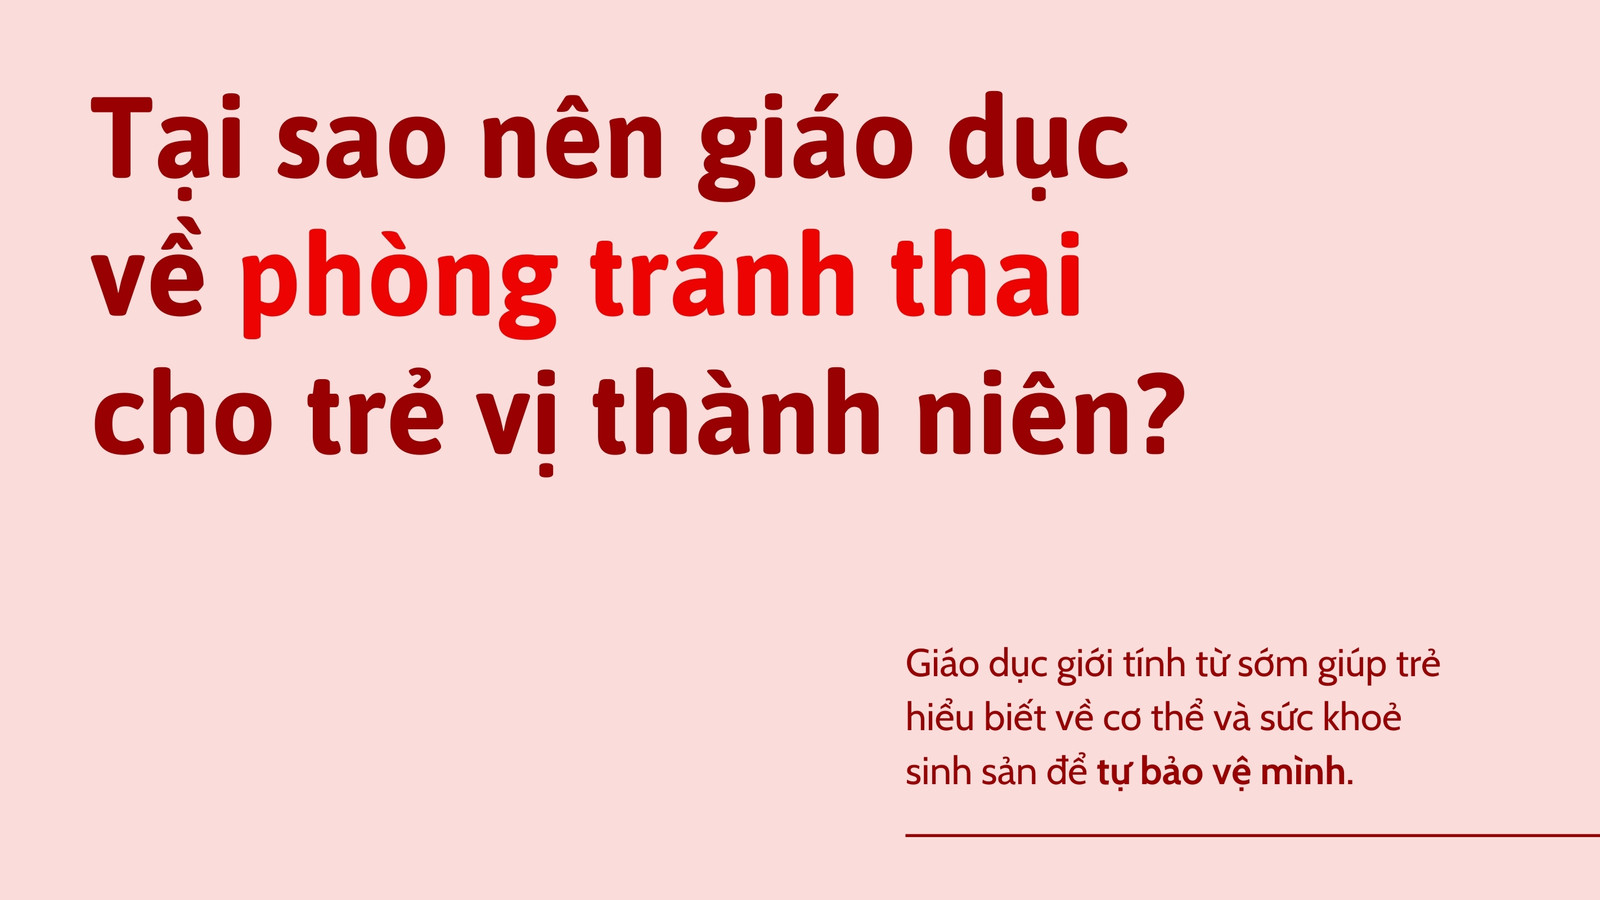 Tại sao nên giáo dục
về phòng tránh thai
cho trẻ vị thành niên?
Giáo dục giới tính từ sớm giúp trẻ
hiểu biết về cơ thể và sức khoẻ
sinh sản để tự bảo vệ mình.